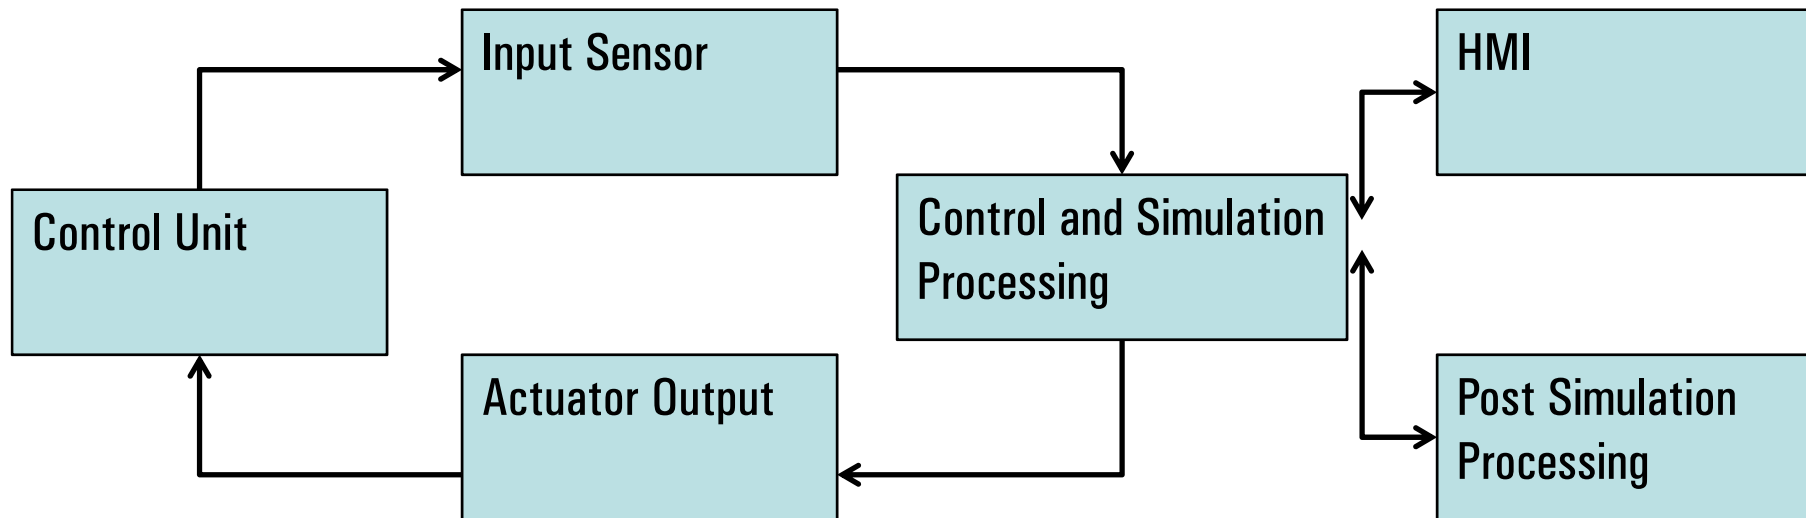 Input Sensor
HMI
Control Unit
Control and Simulation
Processing
Actuator Output
Post Simulation
Processing